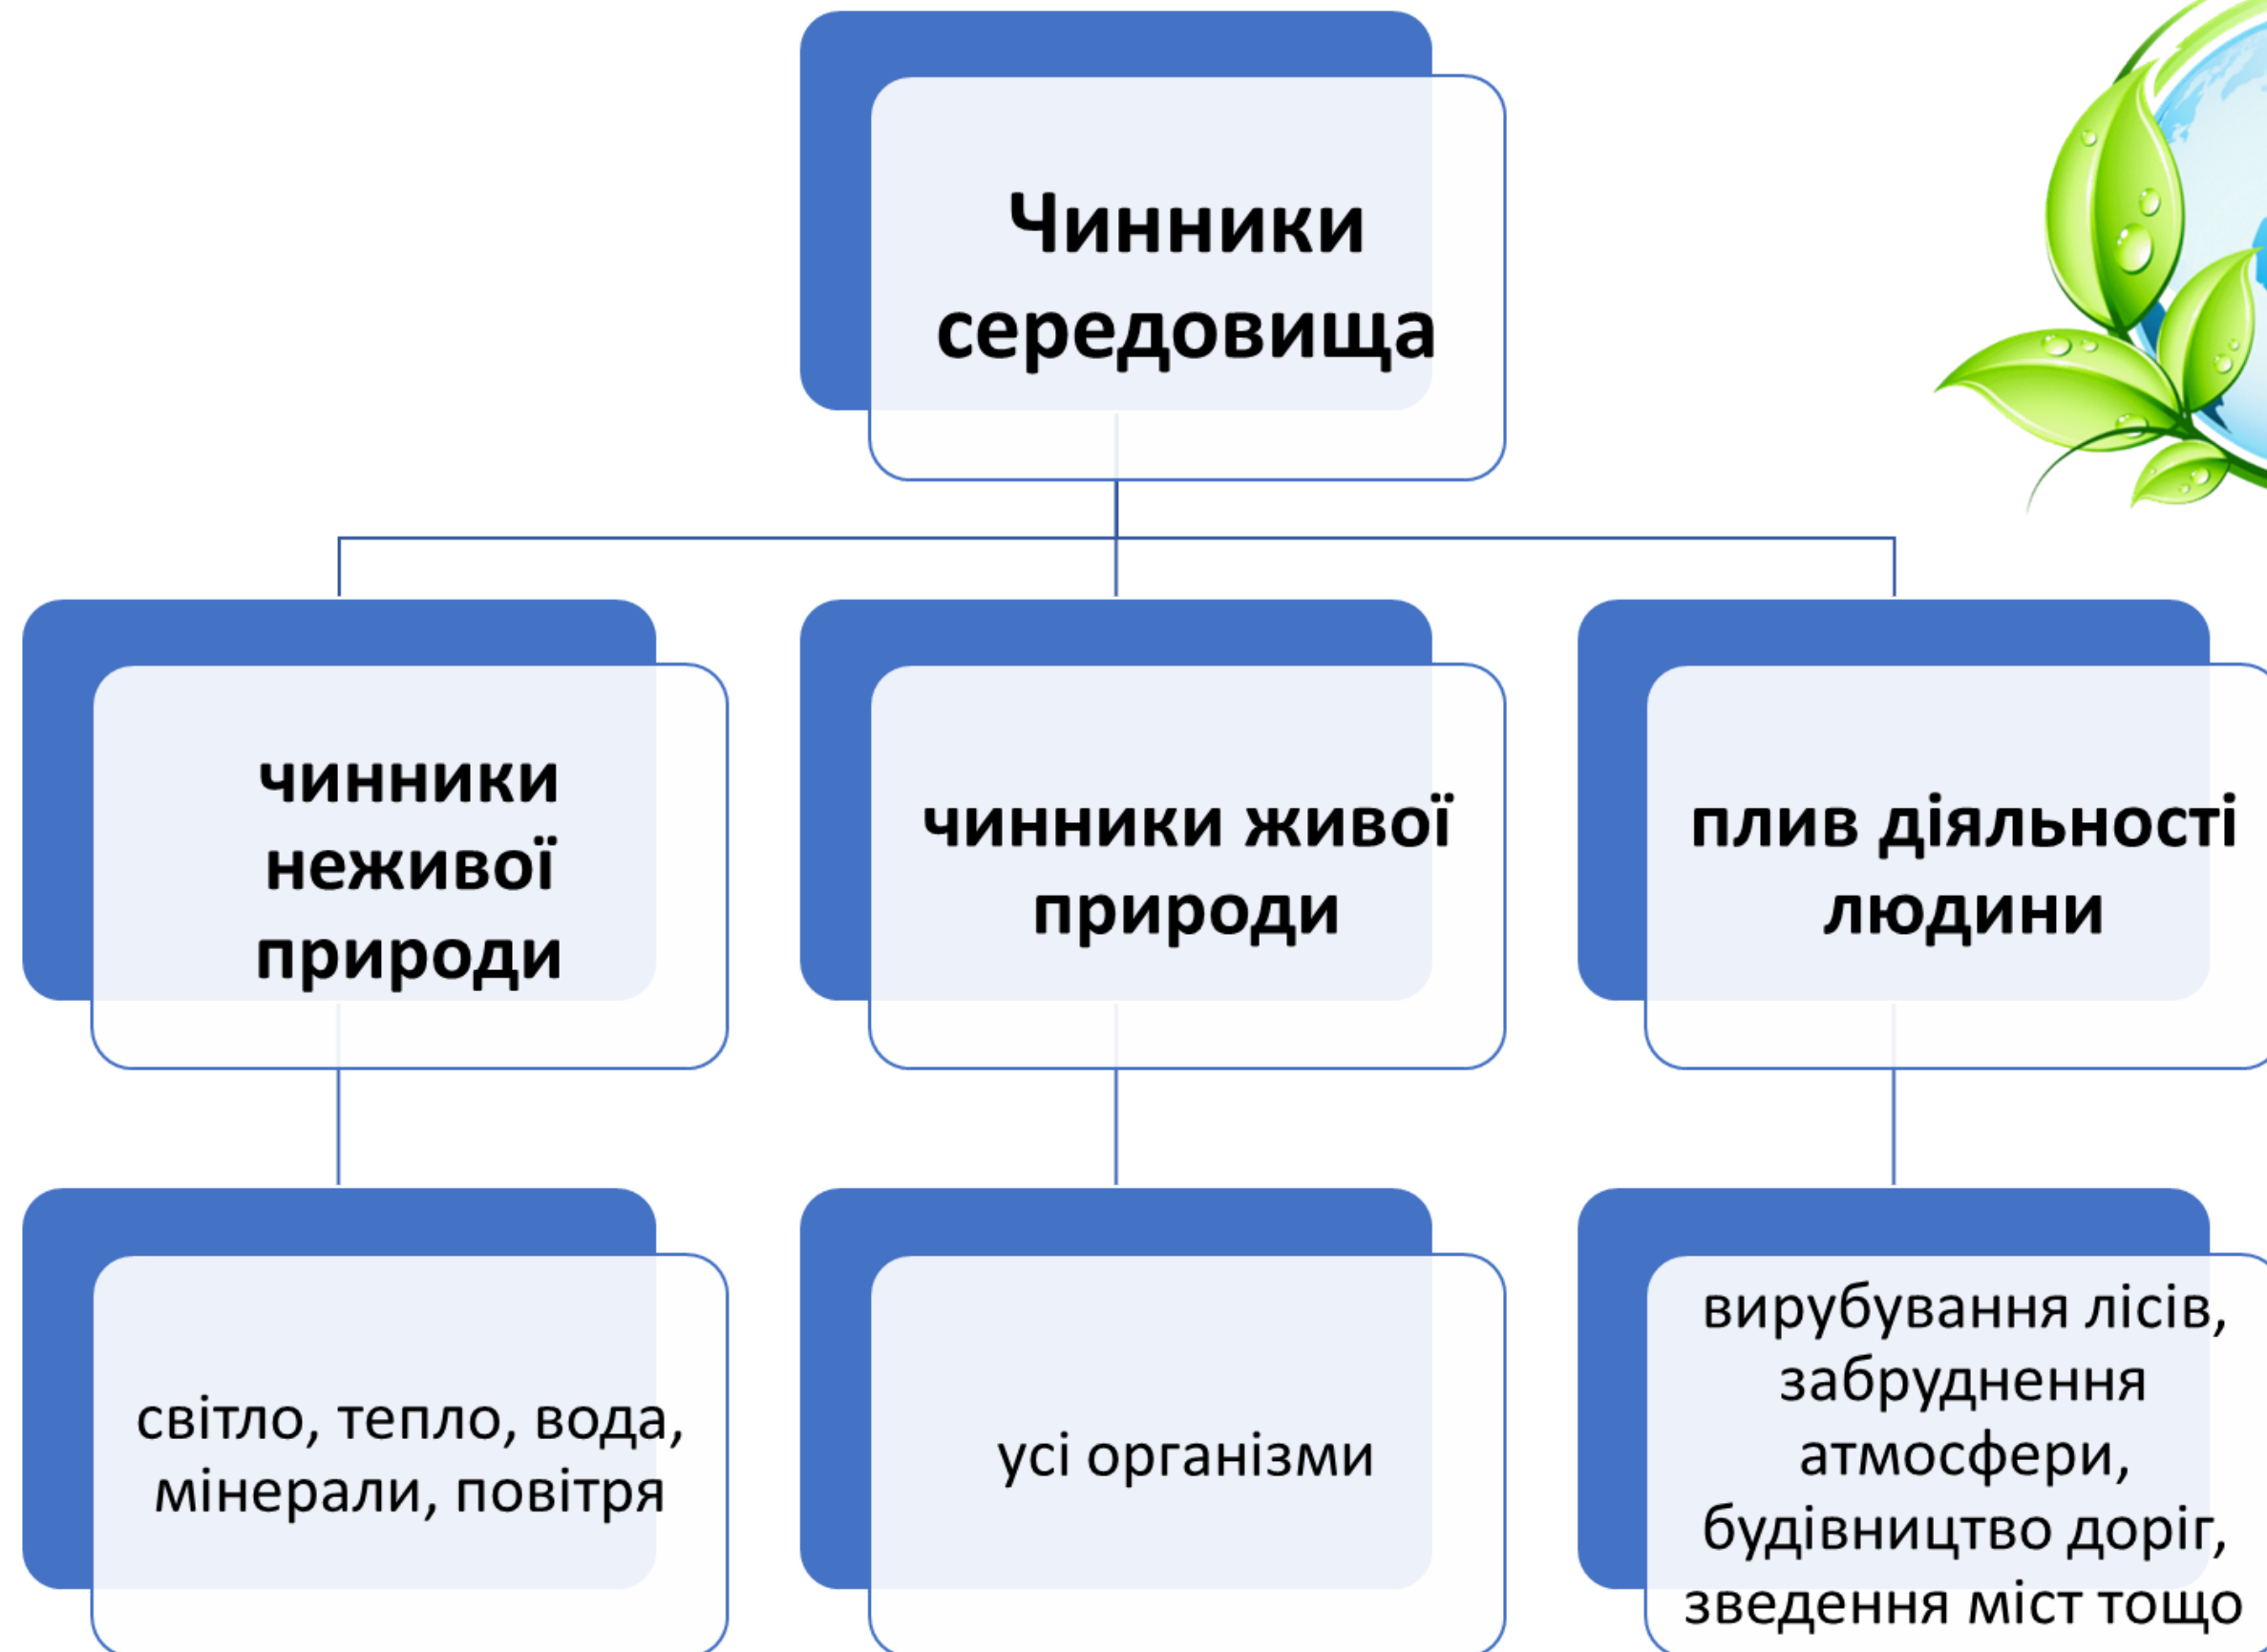 Чинники
середовища
чинники
неживої
природи
чинники живої
природи
плив діяльності
людини
світло, тепло, вода,
мінерали, повітря
усі організми
вирубування лісів,
забруднення
атмосфери,
будівництво доріг,
зведення міст тощо